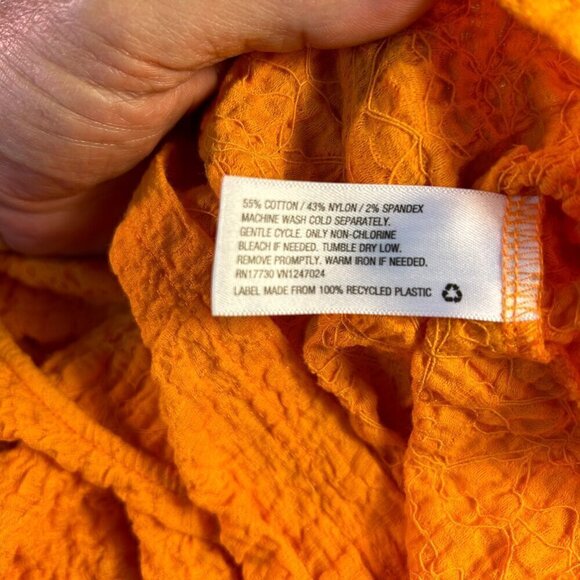 55% COTTON / 43% NYLON / 2% SPANDEX
MACHINE WASH COLD SEPARATELY.
GENTLE CYCLE. ONLY NON-CHLORINE
BLEACH IF NEEDED. TUMBLE DRY LOW.
REMOVE PROMPTLY. WARM IRON IF NEEDED.
RN17730 VN1247024
LABEL MADE FROM 100% RECYCLED PLASTIC